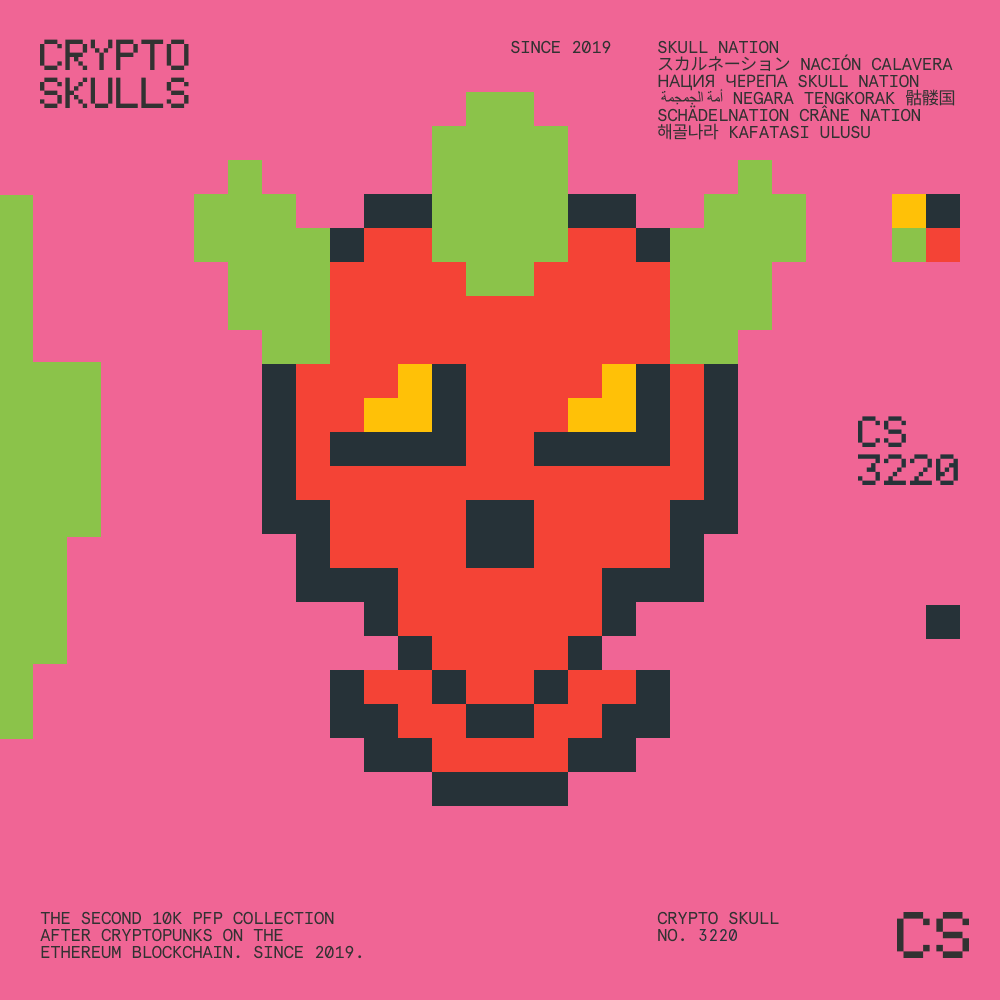 CRYPTO
SKULLS
SINCE 2019
SKULL NATION
スカルネーション NACIÓN CALAVERA
НАЦИЯ ЧЕРЕПА SKULL NATION
أمة الجمجمة NEGARA TENGKORAK 骷髅国
SCHÄDELNATION CRÂNE NATION
해골나라 KAFATASI ULUSU
CS
3220
THE SECOND 10K PFP COLLECTION
AFTER CRYPTOPUNKS ON THE
ETHEREUM BLOCKCHAIN. SINCE 2019.
CRYPTO SKULL
NO. 3220
CS